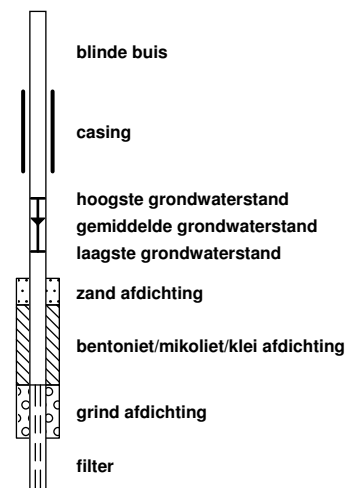 blinde buis
casing
hoogste grondwaterstand
gemiddelde grondwaterstand
laagste grondwaterstand
zand afdichting
bentoniet/mikoliet/klei afdichting
grind afdichting
filter